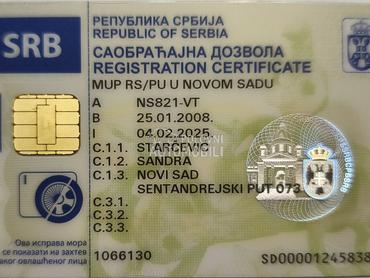 SRB
РЕПУБЛИКА СРБИЈА
REPUBLIC OF SERBIA
САОБРАЋАЈНА ДОЗВОЛА
REGISTRATION CERTIFICATE
MUP RS/PU U NOVOM SADU
A NS821-VT
B 25.01.2008.
I 04.02.2025.
C.1.1. STARČEVIC
C.1.2. SANDRA
C.1.3. NOVI SAD
SENTANDREJSKI PUT 073
C.3.1.
C.3.2.
C.3.3.
Ова исправа мора
се показати на захтев
овлашћеног лица
1066130
SD00001245838